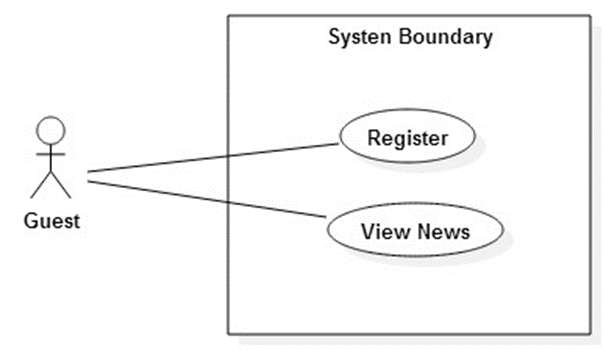 Systen Boundary
Register
Guest
View News